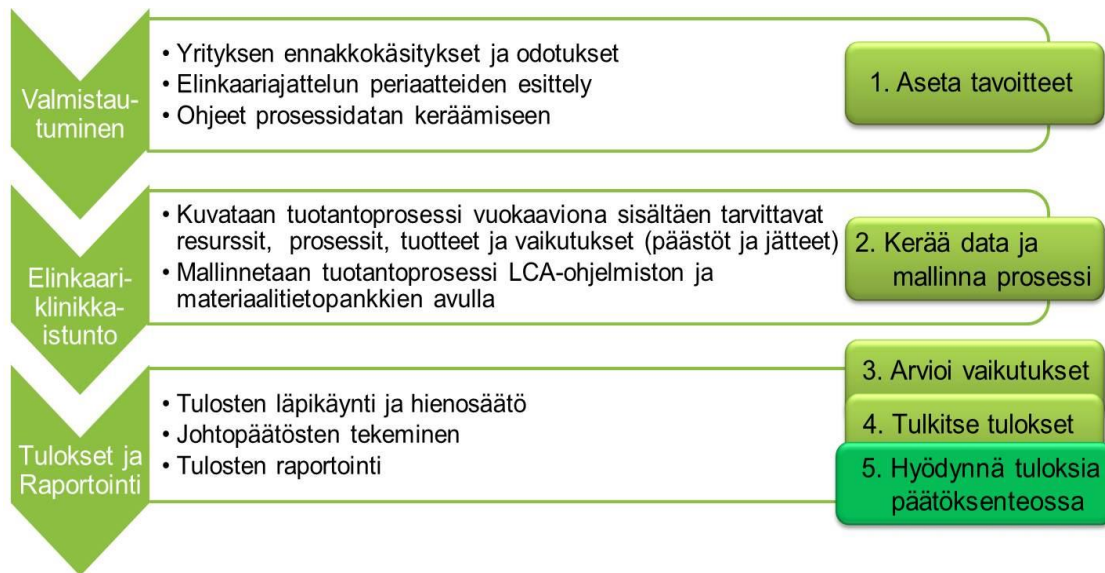 Valmistau-
tuminen
• Yrityksen ennakkokäsitykset ja odotukset
• Elinkaariajattelun periaatteiden esittely
• Ohjeet prosessidatan keräämiseen
1. Aseta tavoitteet
Elinkaari-
klinikka-
istunto
• Kuvataan tuotantoprosessi vuokaaviona sisältäen tarvittavat
resurssit, prosessit, tuotteet ja vaikutukset (päästöt ja jätteet)
• Mallinnetaan tuotantoprosessi LCA-ohjelmiston ja
materiaalitietopankkien avulla
2. Kerää data ja
mallinna prosessi
Tulokset ja
Raportointi
• Tulosten läpikäynti ja hienosäätö
• Johtopäätösten tekeminen
• Tulosten raportointi
3. Arvioi vaikutukset
4. Tulkitse tulokset
5. Hyödynnä tuloksia
päätöksenteossa